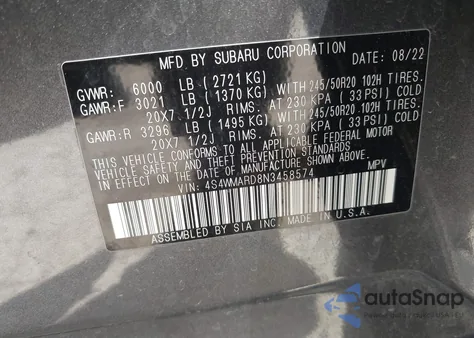 MFD. BY SUBARU CORPORATION DATE: 08/22
GVWR: 6000 LB (2721 KG)
GAWR:F 3021 LB (1370 KG) WITH 245/50R20 102H TIRES.
20X7 1/2J RIMS. AT 230 KPA (33 PSI) COLD
GAWR:R 3296 LB (1495 KG) WITH 245/50R20 102H TIRES.
20X7 1/2J RIMS. AT 230 KPA (33 PSI) COLD
THIS VEHICLE CONFORMS TO ALL APPLICABLE FEDERAL MOTOR
VEHICLE SAFETY AND THEFT PREVENTION STANDARDS
IN EFFECT ON THE DATE OF MANUFACTURE SHOWN ABOVE.
VIN: 4S4WMARD8N3458574 MPV
ASSEMBLED BY SIA INC. MADE IN U.S.A.
autoSnap